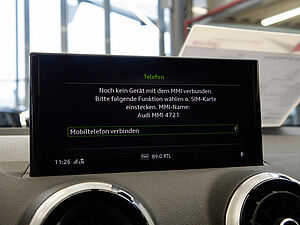 Telefon
Noch kein Gerät mit dem MMI verbunden.
Bitte folgende Funktion wählen o. SIM-Karte
einstecken. MMI-Name:
Audi MMI 4721
Mobiltelefon verbinden
11:26
89.0 RTL